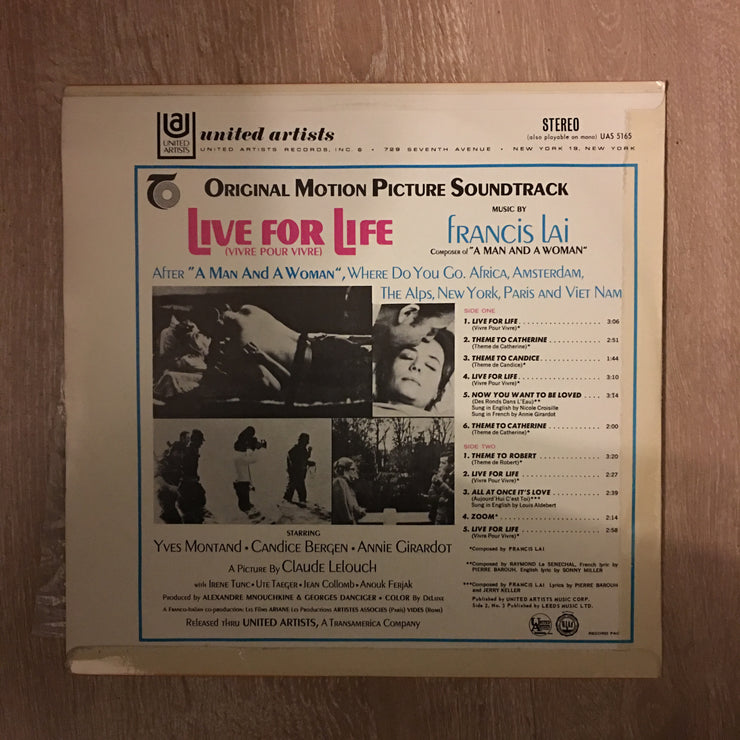 ua
UNITED
ARTISTS
united artists
UNITED ARTISTS RECORDS, INC. • 729 SEVENTH AVENUE • NEW YORK 19, NEW YORK
STEREO
(also playable on mono) UAS 5165
ORIGINAL MOTION PICTURE SOUNDTRACK
LIVE FOR LIFE
(VIVRE POUR VIVRE)
MUSIC BY
FRANCIS LAI
Composer of "A MAN AND A WOMAN"
AFTER "A MAN AND A WOMAN", WHERE DO YOU GO. AFRICA, AMSTERDAM,
THE ALPS, NEW YORK, PARIS AND VIET NAM
SIDE ONE
1. LIVE FOR LIFE 3:06
(Vivre Pour Vivre)*
2. THEME TO CATHERINE 2:51
(Theme de Catherine)*
3. THEME TO CANDICE 1:44
(Theme de Candice)*
4. LIVE FOR LIFE 3:10
(Vivre Pour Vivre)*
5. NOW YOU WANT TO BE LOVED 3:14
(Des Ronds Dans L'Eau)**
Sung in English by Nicole Croisille
Sung in French by Annie Girardot
6. THEME TO CATHERINE 2:00
(Theme de Catherine)*
SIDE TWO
1. THEME TO ROBERT 3:20
(Theme de Robert)*
2. LIVE FOR LIFE 2:27
(Vivre Pour Vivre)*
3. ALL AT ONCE IT'S LOVE 2:39
(Aujourd'Hui C'est Toi)***
Sung in English by Louis Aldebert
4. ZOOM* 2:14
5. LIVE FOR LIFE 2:58
(Vivre Pour Vivre)*
*Composed by FRANCIS LAI
**Composed by RAYMOND Le SENECHAL, French lyric by
PIERRE BAROUH, English lyric by SONNY MILLER
***Composed by FRANCIS LAI Lyrics by PIERRE BAROUH
and JERRY KELLER
Published by UNITED ARTISTS MUSIC CORP.
Side 2, No. 3 Published by LEEDS MUSIC LTD.
RECORD PAC
STARRING
YVES MONTAND • CANDICE BERGEN • ANNIE GIRARDOT
A PICTURE BY CLAUDE LELOUCH
with IRENE TUNC • UTE TAEGER • JEAN COLLOMB • ANOUK FERJAK
Produced by ALEXANDRE MNOUCHKINE & GEORGES DANCIGER • COLOR By DeLuxe
A Franco-Italian co-production: Les Films ARIANE Les Productions ARTISTES ASSOCIES (Paris) VIDES (Rome)
RELEASED THRU UNITED ARTISTS, A TRANSAMERICA COMPANY